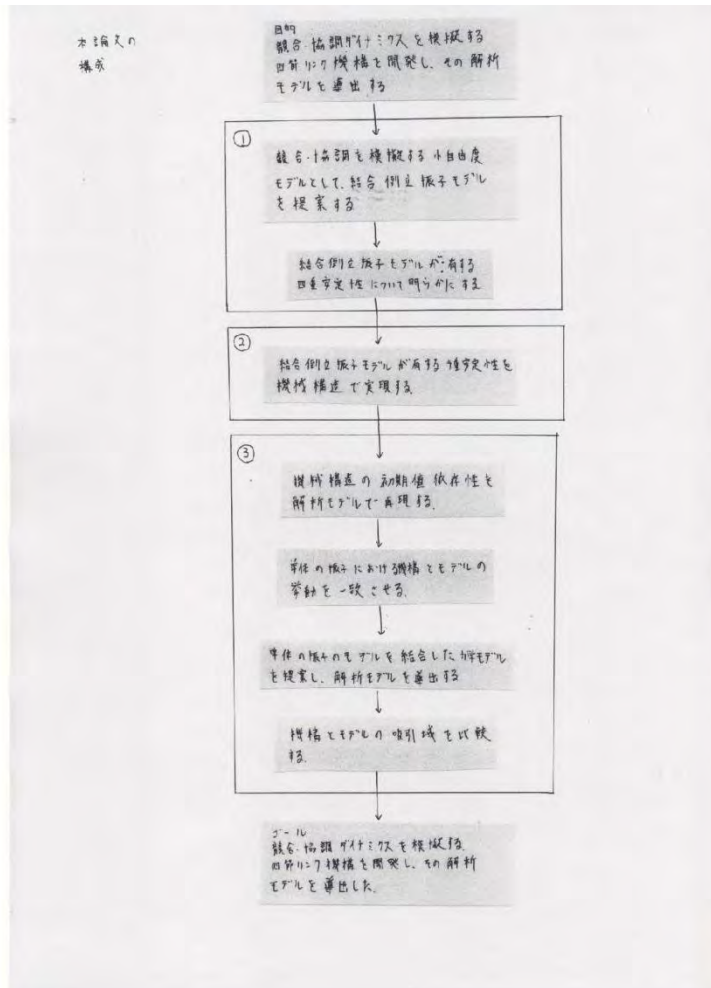 本論文の
構成
目的
競合・協調ダイナミクスを模擬する
四節リンク機構を開発し、その解析
モデルを導出する
①
競合・協調を模擬する小自由度
モデルとして、結合倒立振子モデル
を提案する
結合倒立振子モデルが有する
四重安定性について明らかにする
②
結合倒立振子モデルが有する4重安定性を
機械構造で実現する.
③
機械構造の初期値依存性を
解析モデルで再現する.
単体の振子における機構とモデルの
挙動を一致させる.
単体の振子のモデルを結合した力学モデル
を提案し、解析モデルを導出する
機構とモデルの吸引域を比較
する.
ゴール
競合・協調ダイナミクスを模擬する.
四節リンク機構を開発し、その解析
モデルを導出した.